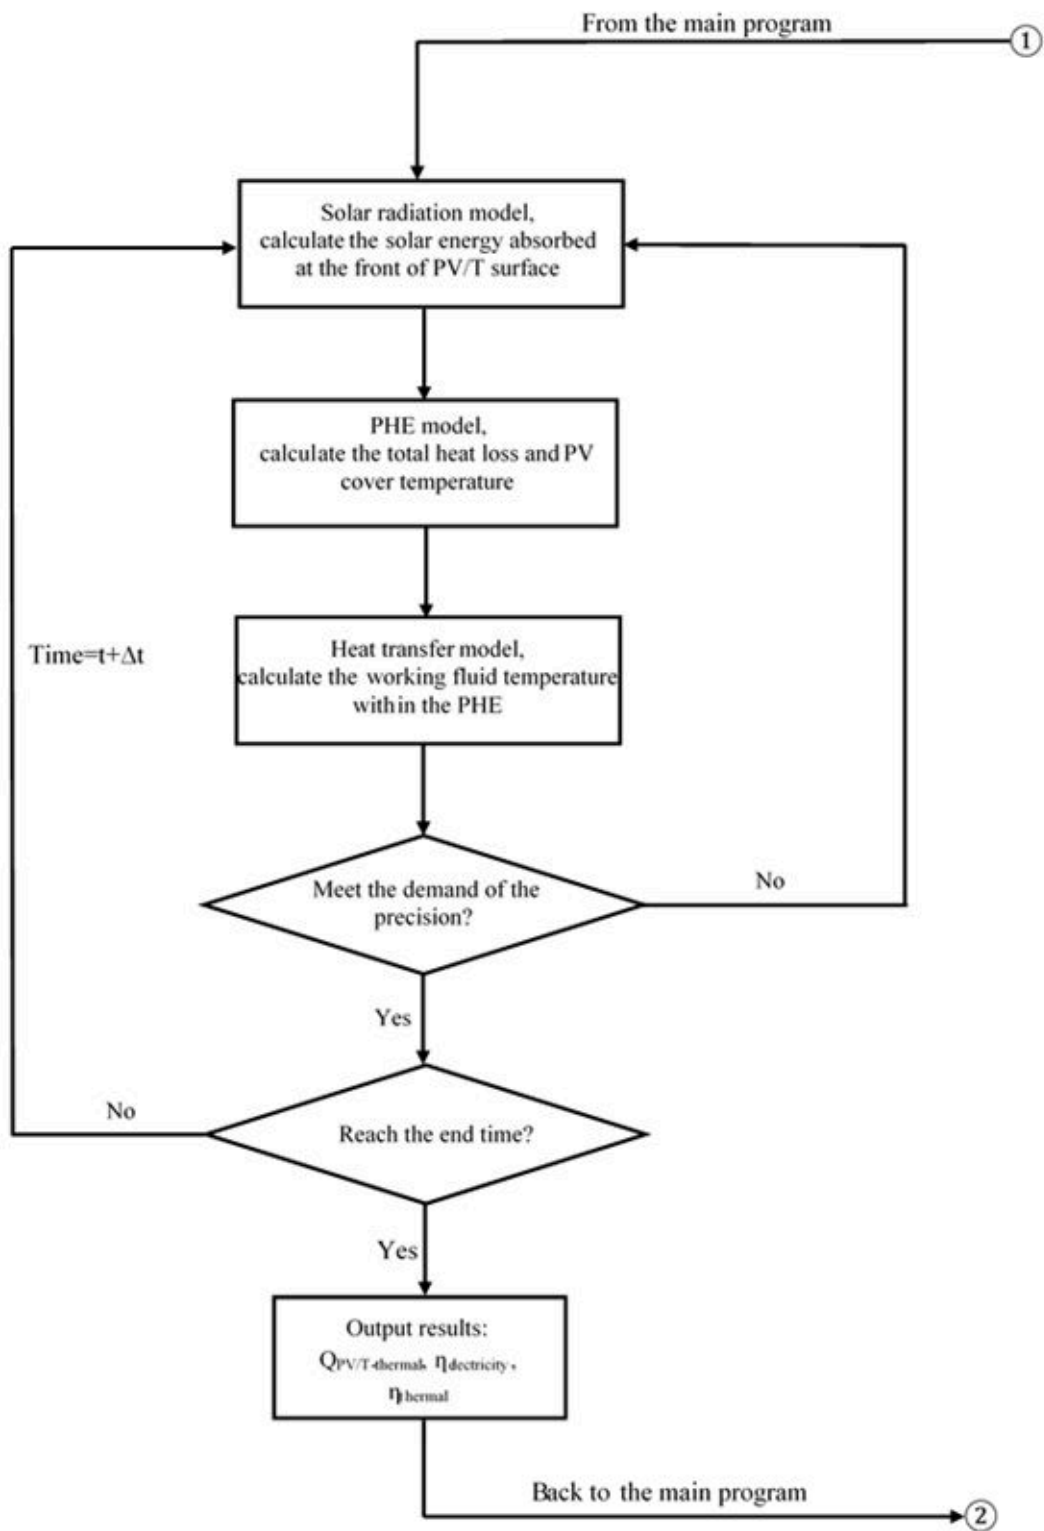 From the main program
①
Solar radiation model,
calculate the solar energy absorbed
at the front of PV/T surface
PHE model,
calculate the total heat loss and PV
cover temperature
Heat transfer model,
calculate the working fluid temperature
within the PHE
Time=t+Δt
Meet the demand of the
precision?
No
Yes
No
Reach the end time?
Yes
Output results:
QPV/T-thermal, ηelectricity,
ηthermal
Back to the main program
②